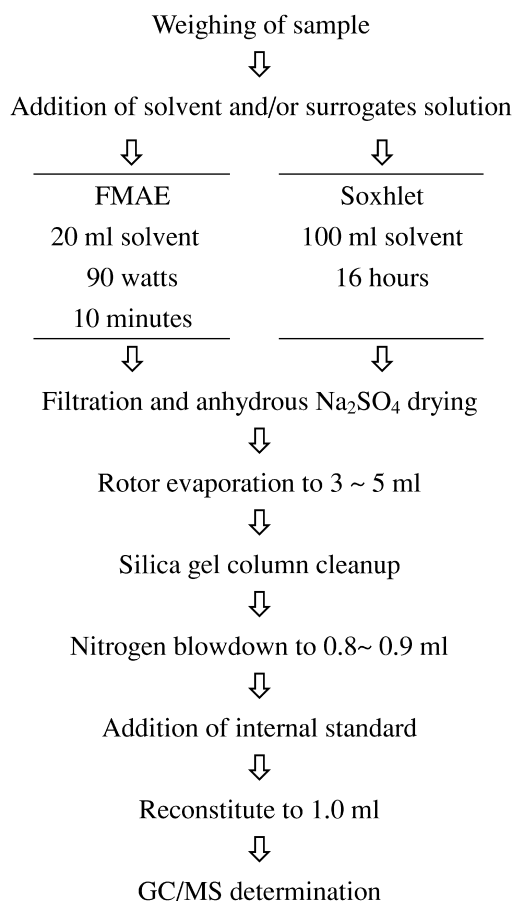 Weighing of sample
Addition of solvent and/or surrogates solution
FMAE
20 ml solvent
90 watts
10 minutes
Soxhlet
100 ml solvent
16 hours
Filtration and anhydrous Na₂SO₄ drying
Rotor evaporation to 3 ~ 5 ml
Silica gel column cleanup
Nitrogen blowdown to 0.8~ 0.9 ml
Addition of internal standard
Reconstitute to 1.0 ml
GC/MS determination